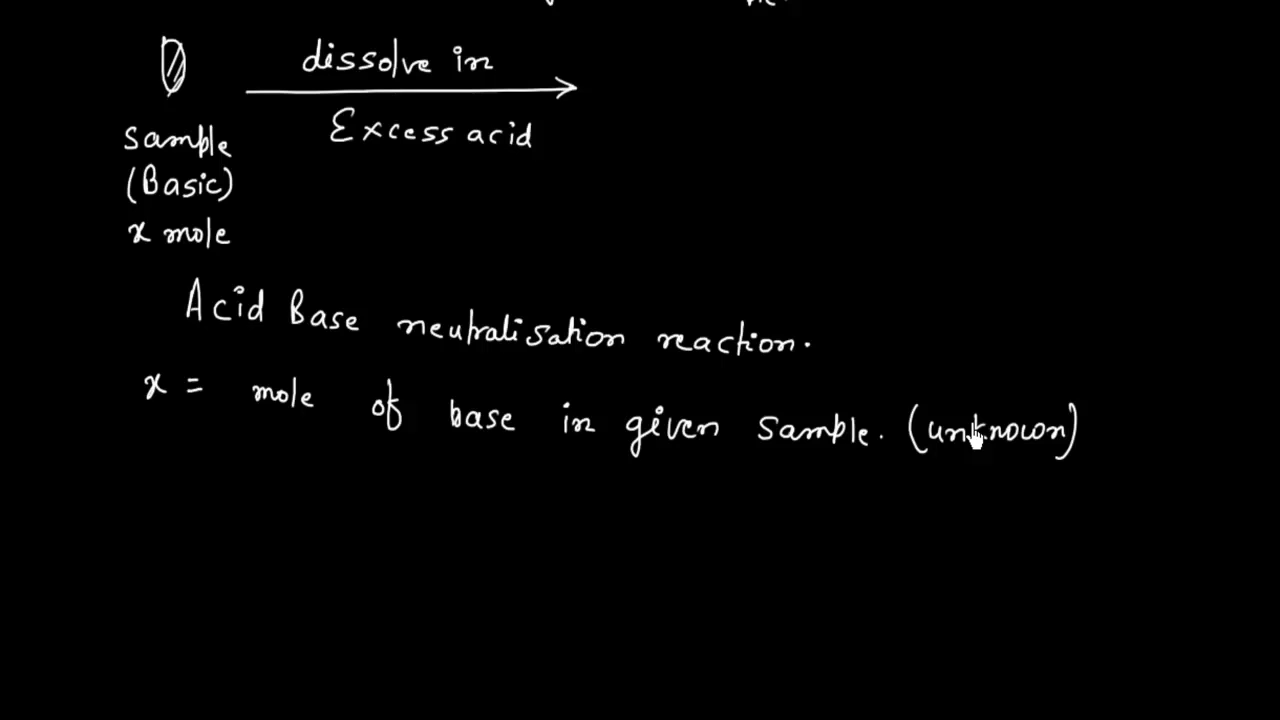 dissolve in
Excess acid
Sample
(Basic)
x mole
Acid Base neutralisation reaction.
x = mole of base in given sample. (unknown)